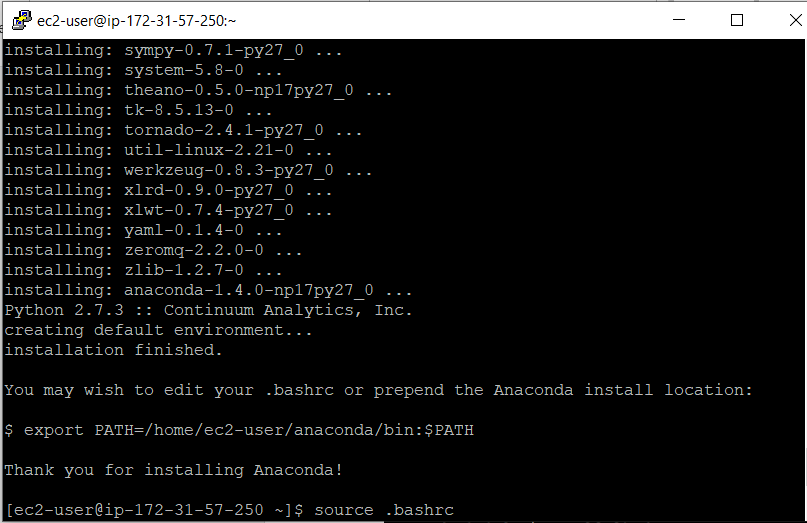 ec2-user@ip-172-31-57-250:~
installing: sympy-0.7.1-py27_0 ...
installing: system-5.8-0 ...
installing: theano-0.5.0-np17py27_0 ...
installing: tk-8.5.13-0 ...
installing: tornado-2.4.1-py27_0 ...
installing: util-linux-2.21-0 ...
installing: werkzeug-0.8.3-py27_0 ...
installing: xlrd-0.9.0-py27_0 ...
installing: xlwt-0.7.4-py27_0 ...
installing: yaml-0.1.4-0 ...
installing: zeromq-2.2.0-0 ...
installing: zlib-1.2.7-0 ...
installing: anaconda-1.4.0-np17py27_0 ...
Python 2.7.3 :: Continuum Analytics, Inc.
creating default environment...
installation finished.
You may wish to edit your .bashrc or prepend the Anaconda install location:
$ export PATH=/home/ec2-user/anaconda/bin:$PATH
Thank you for installing Anaconda!
[ec2-user@ip-172-31-57-250 ~]$ source .bashrc